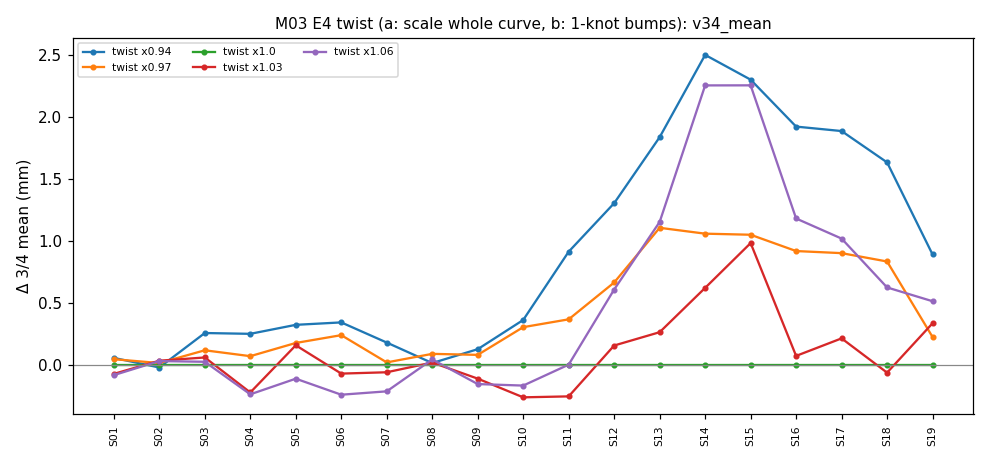 M03 E4 twist (a: scale whole curve, b: 1-knot bumps): v34_mean
twist x0.94
twist x0.97
twist x1.0
twist x1.03
twist x1.06
Δ 3/4 mean (mm)
2.5
2.0
1.5
1.0
0.5
0.0
S01
S02
S03
S04
S05
S06
S07
S08
S09
S10
S11
S12
S13
S14
S15
S16
S17
S18
S19